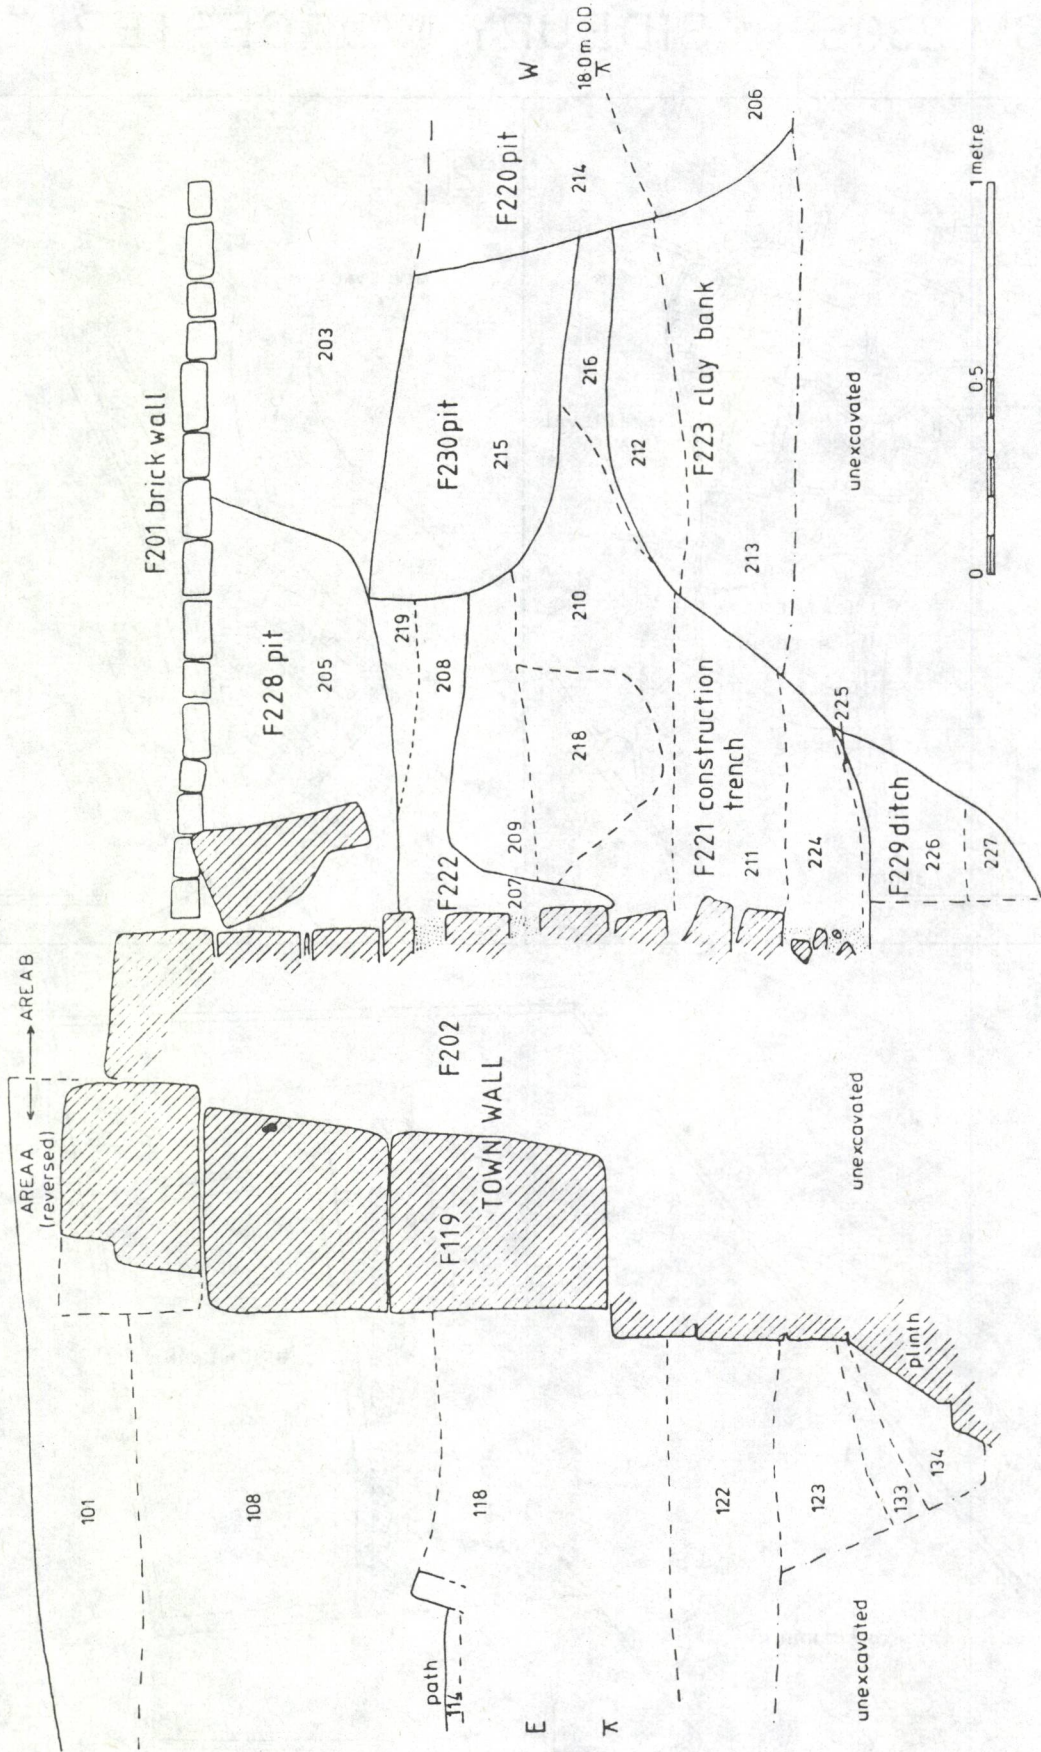 AREA A
(reversed)
AREA B
101
108
path
114
118
F119
F202
TOWN WALL
E
122
123
133
134
plinth
unexcavated
unexcavated
F201 brick wall
F228 pit
205
203
219
208
F222
207
209
218
210
F230 pit
215
216
212
F220 pit
214
W
18.0m O.D.
206
F221 construction
trench
211
F223 clay bank
213
224
225
F229 ditch
226
227
unexcavated
0
0.5
1 metre